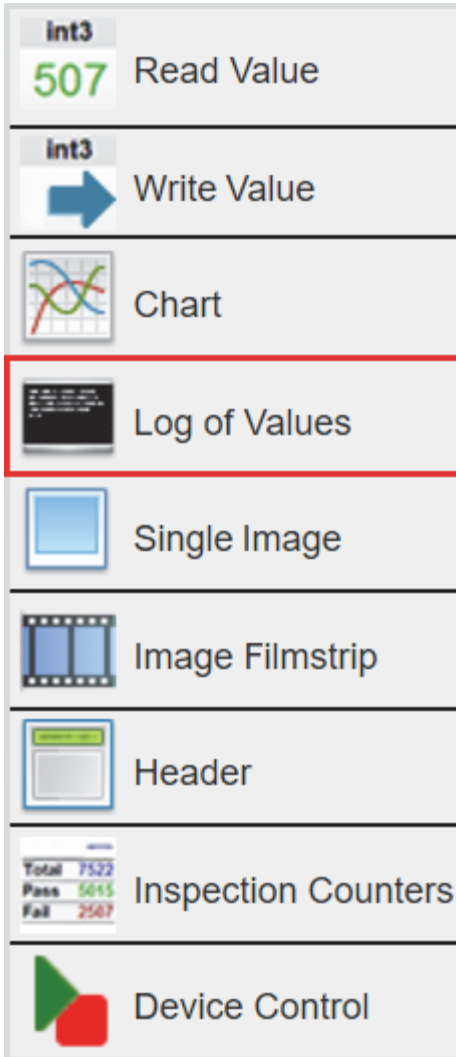 int3
507 Read Value
int3
Write Value
Chart
Log of Values
Single Image
Image Filmstrip
Header
Total 7522
Pass 5015
Fail 2507
Inspection Counters
Device Control